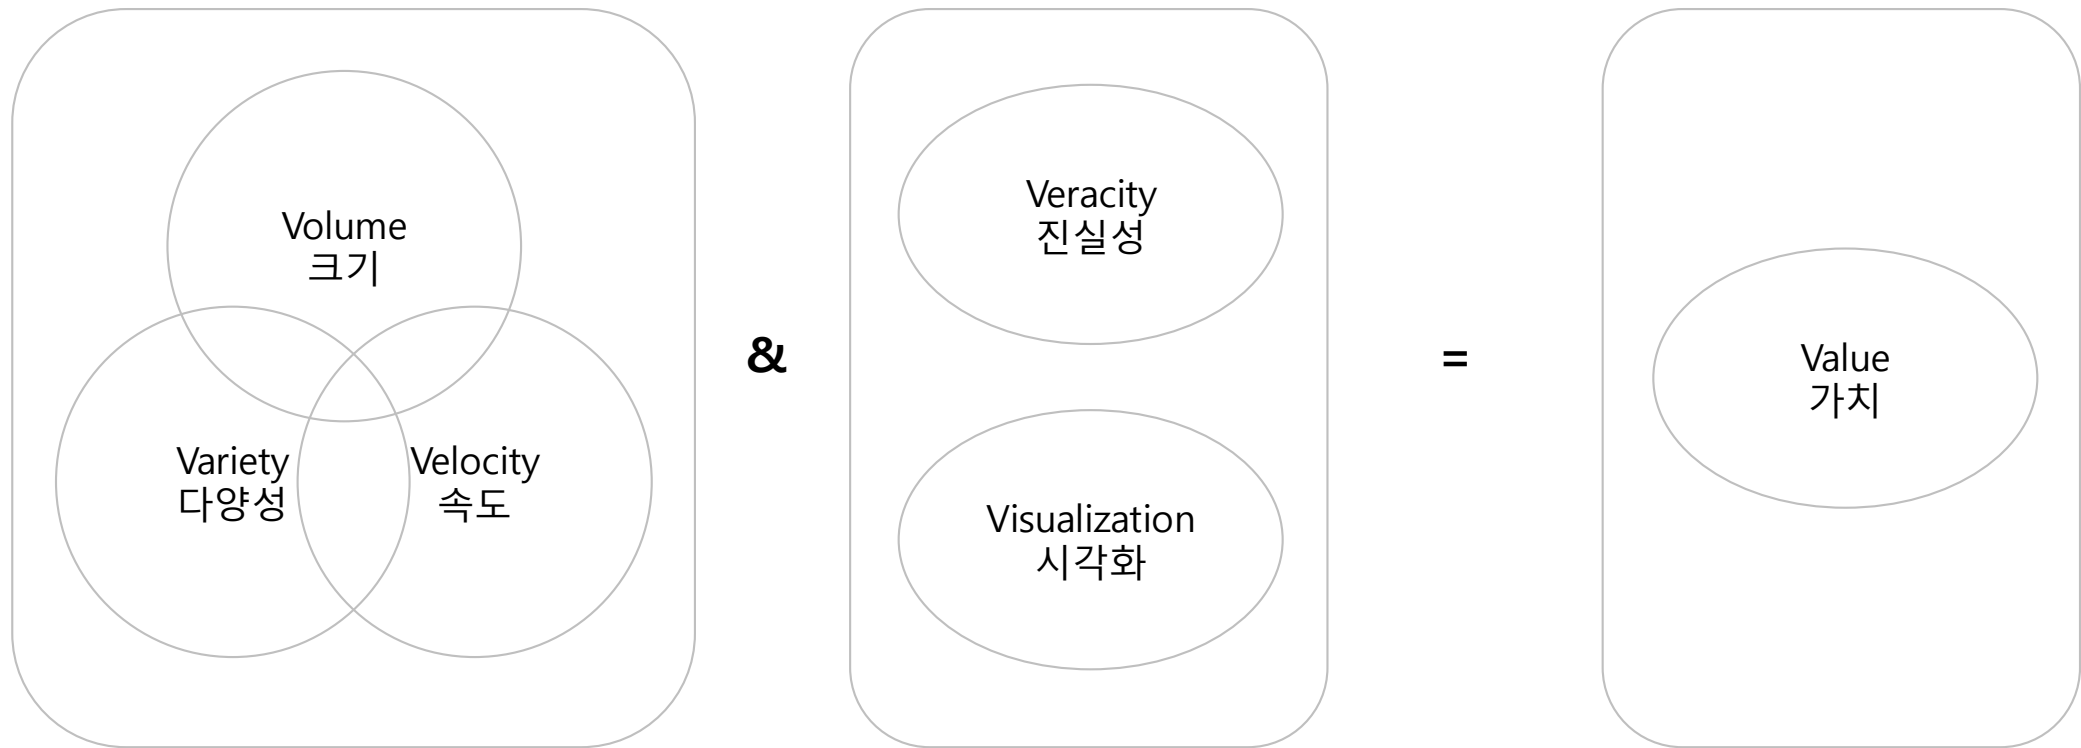 Volume
크기
Variety
다양성
Velocity
속도
&
Veracity
진실성
Visualization
시각화
=
Value
가치